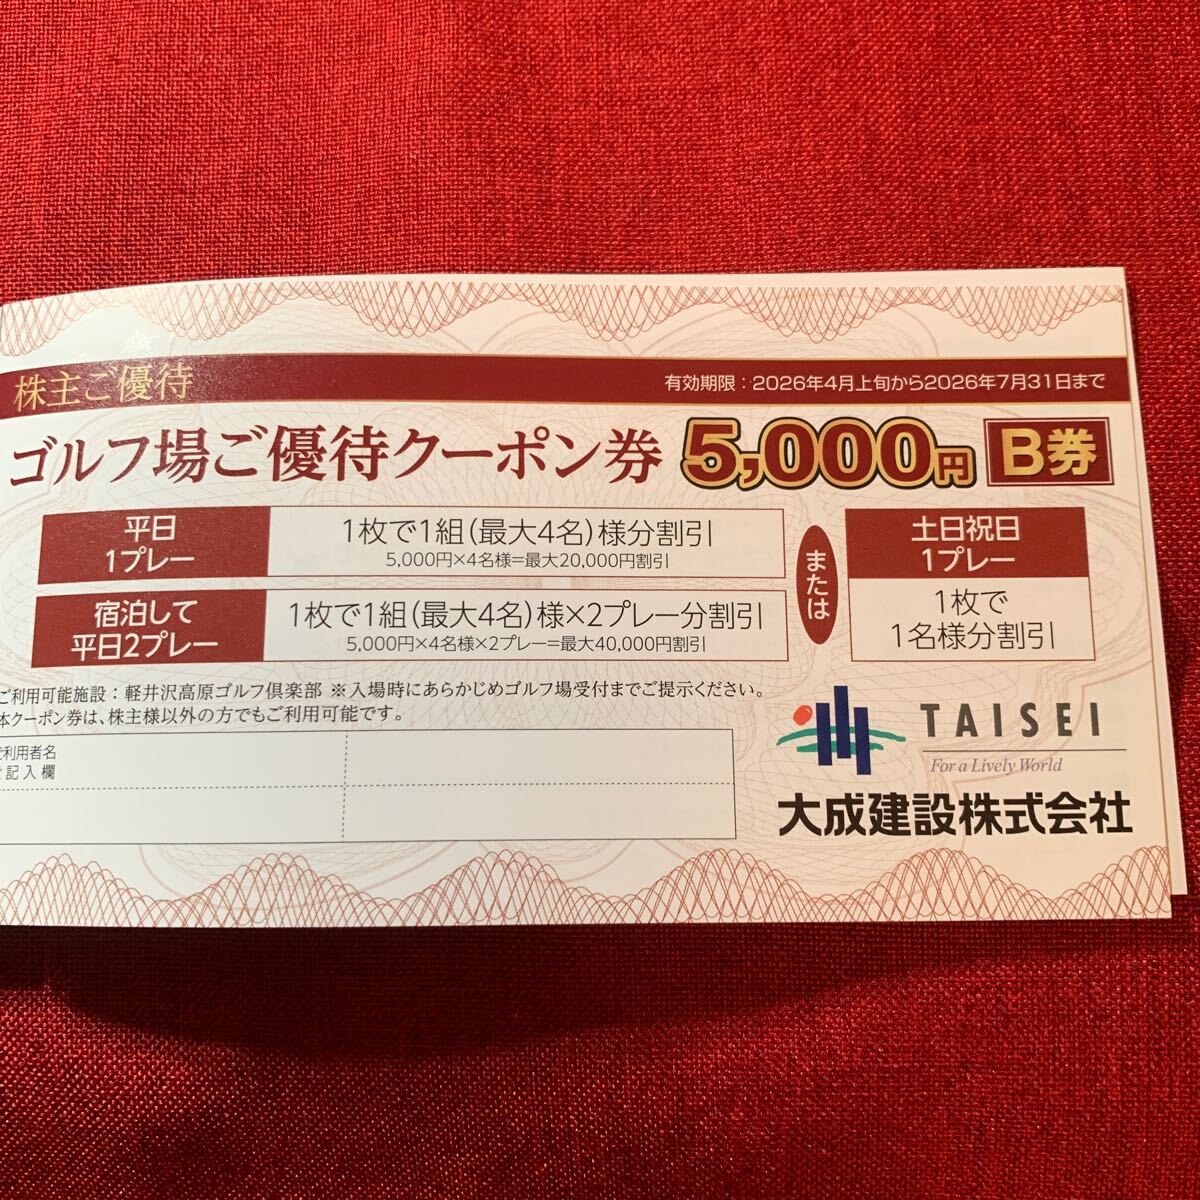 株主ご優待
有効期限：2026年4月上旬から2026年7月31日まで
ゴルフ場ご優待クーポン券 5,000円 B券
平日
1プレー
1枚で1組(最大4名)様分割引
5,000円×4名様=最大20,000円割引
宿泊して
平日2プレー
1枚で1組(最大4名)様×2プレー分割引
5,000円×4名様×2プレー=最大40,000円割引
または
土日祝日
1プレー
1枚で
1名様分割引
ご利用可能施設：軽井沢高原ゴルフ倶楽部 ※入場時にあらかじめゴルフ場受付までご提示ください。
本クーポン券は、株主様以外の方でもご利用可能です。
ご利用者名
ご記入欄
TAISEI
For a Lively World
大成建設株式会社